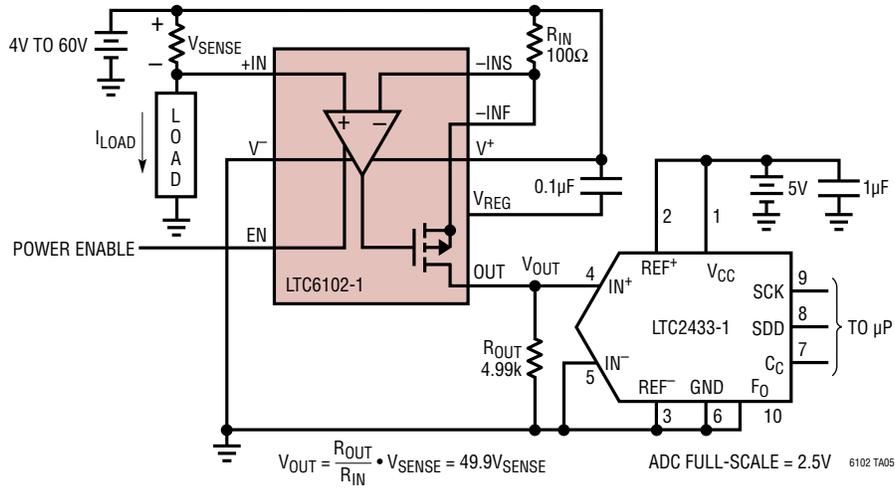 4V TO 60V
+
VSENSE
–
ILOAD
LOAD
+IN
V–
EN
POWER ENABLE
+
–
LTC6102-1
RIN
100Ω
–INS
–INF
V+
VREG
0.1µF
OUT
VOUT
ROUT
4.99k
2
1
5V
1µF
4
IN+
REF+
VCC
LTC2433-1
SCK
9
SDD
8
CC
7
TO µP
IN–
5
REF–
GND
FO
3
6
10
VOUT = ROUT/RIN • VSENSE = 49.9VSENSE
ADC FULL-SCALE = 2.5V
6102 TA05